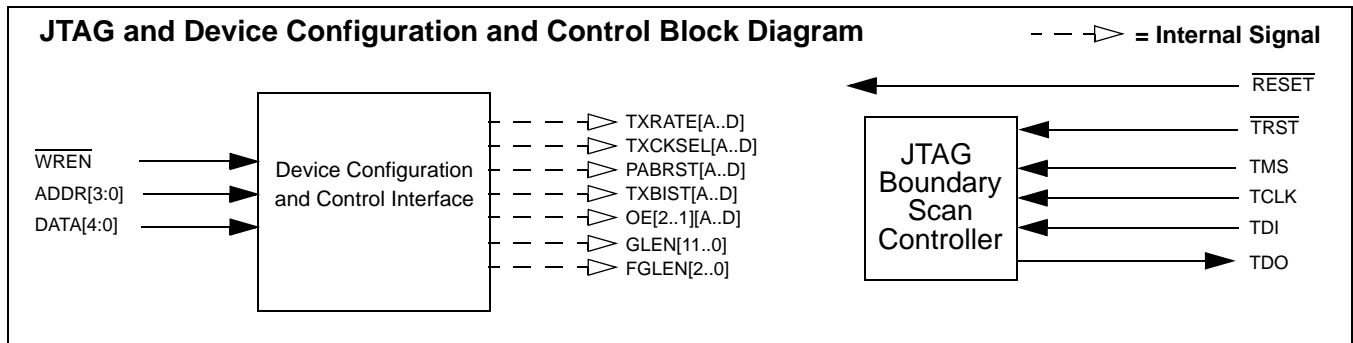 JTAG and Device Configuration and Control Block Diagram
= Internal Signal
WREN
ADDR[3:0]
DATA[4:0]
Device Configuration
and Control Interface
TXRATE[A..D]
TXCKSEL[A..D]
PABRST[A..D]
TXBIST[A..D]
OE[2..1][A..D]
GLEN[11..0]
FGLEN[2..0]
JTAG
Boundary
Scan
Controller
RESET
TRST
TMS
TCLK
TDI
TDO